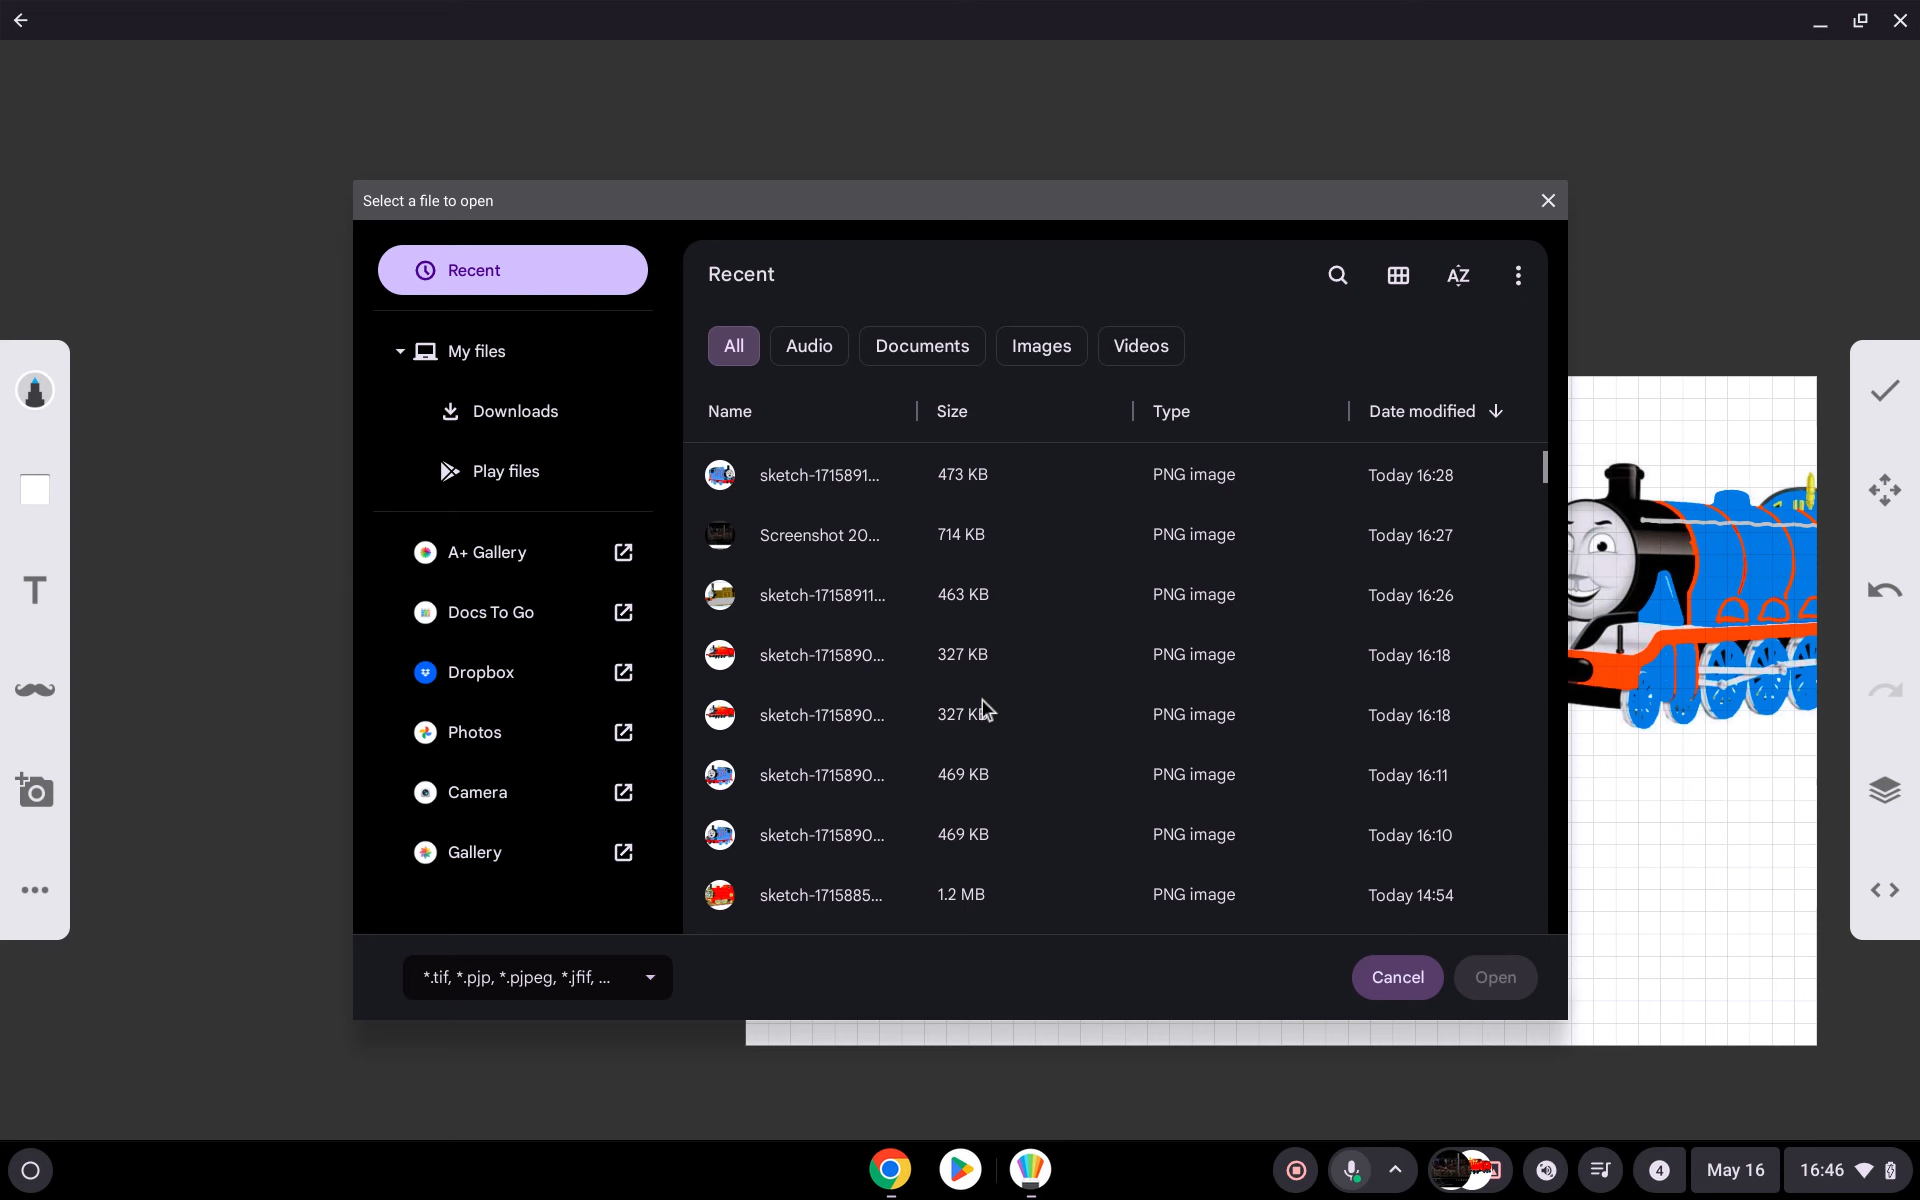 Select a file to open
Recent
My files
Downloads
Play files
A+ Gallery
Docs To Go
Dropbox
Photos
Camera
Gallery
Recent
All Audio Documents Images Videos
Name Size Type Date modified
sketch-1715891... 473 KB PNG image Today 16:28
Screenshot 20... 714 KB PNG image Today 16:27
sketch-17158911... 463 KB PNG image Today 16:26
sketch-1715890... 327 KB PNG image Today 16:18
sketch-1715890... 327 KB PNG image Today 16:18
sketch-1715890... 469 KB PNG image Today 16:11
sketch-1715890... 469 KB PNG image Today 16:10
sketch-1715885... 1.2 MB PNG image Today 14:54
*.tif, *.pjp, *.pjpeg, *.jfif, ...
Cancel Open
T
4 May 16 16:46